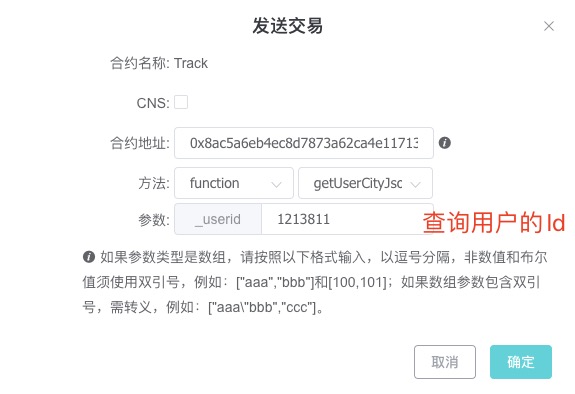 发送交易
合约名称: Track
CNS:
合约地址: 0x8ac5a6eb4ec8d7873a62ca4e11713
方法: function getUserCityJsc
参数: _userid 1213811 查询用户的Id
如果参数类型是数组，请按照以下格式输入，以逗号分隔，非数值和布尔
值须使用双引号，例如：["aaa","bbb"]和[100,101]；如果数组参数包含双引
号，需转义，例如：["aaa\"bbb","ccc"]。
取消 确定